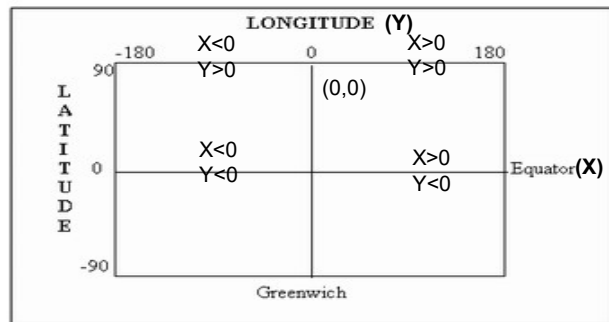 LONGITUDE (Y)
-180 X<0 0 X>0 180
90 Y>0 Y>0
(0,0)
LATITUDE
X<0 X>0
0 Y<0 Y<0 Equator(X)
-90
Greenwich